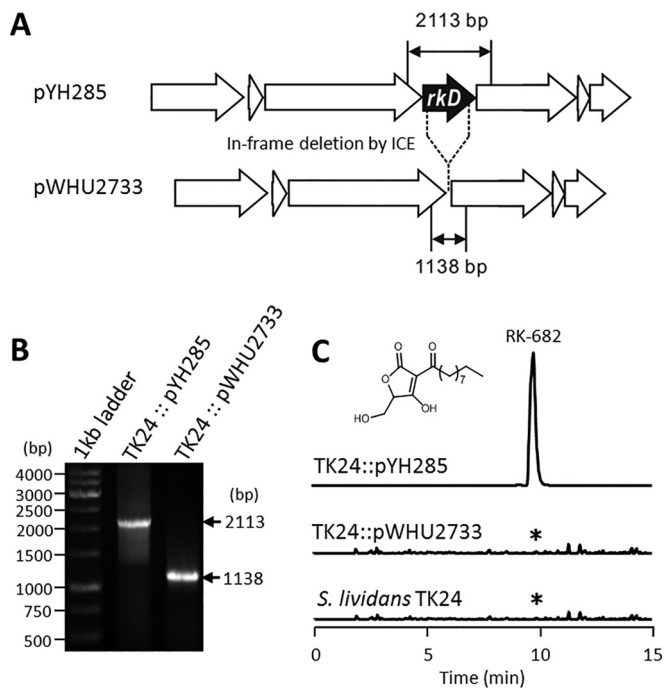 A
2113 bp
pYH285
rkD
In-frame deletion by ICE
pWHU2733
1138 bp
B
1kb ladder
TK24 :: pYH285
TK24 :: pWHU2733
(bp)
4000
3000
2500
2000
1500
1000
750
500
(bp)
2113
1138
C
RK-682
O
O
O
7
HO
OH
TK24::pYH285
TK24::pWHU2733
*
S. lividans TK24
*
0 5 10 15
Time (min)